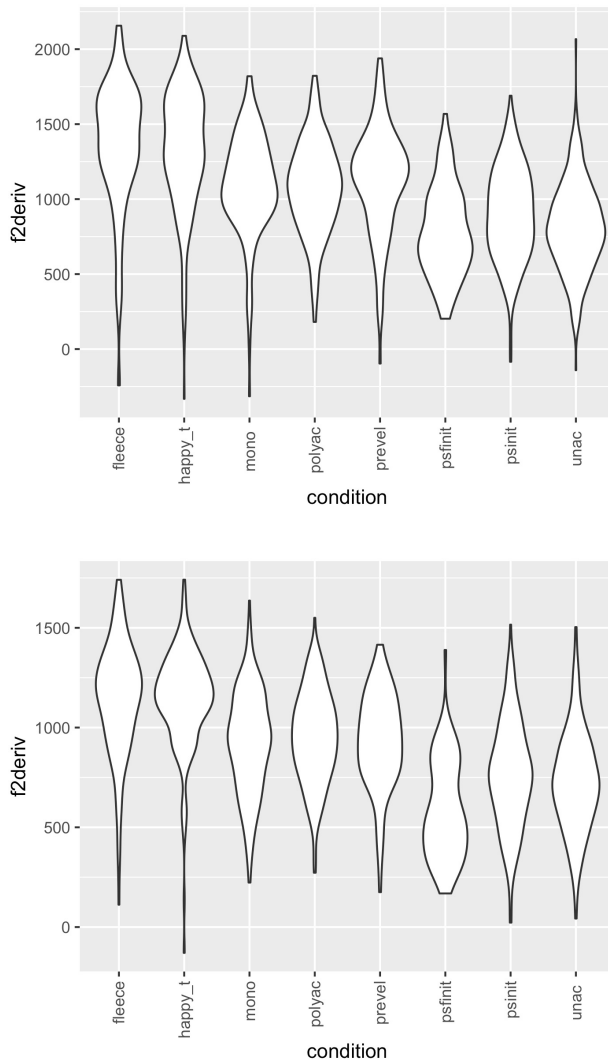 f2deriv
2000
1500
1000
500
0
fleece
happy_t
mono
polyac
prevel
psfinit
psinit
unac
condition
f2deriv
1500
1000
500
0
fleece
happy_t
mono
polyac
prevel
psfinit
psinit
unac
condition